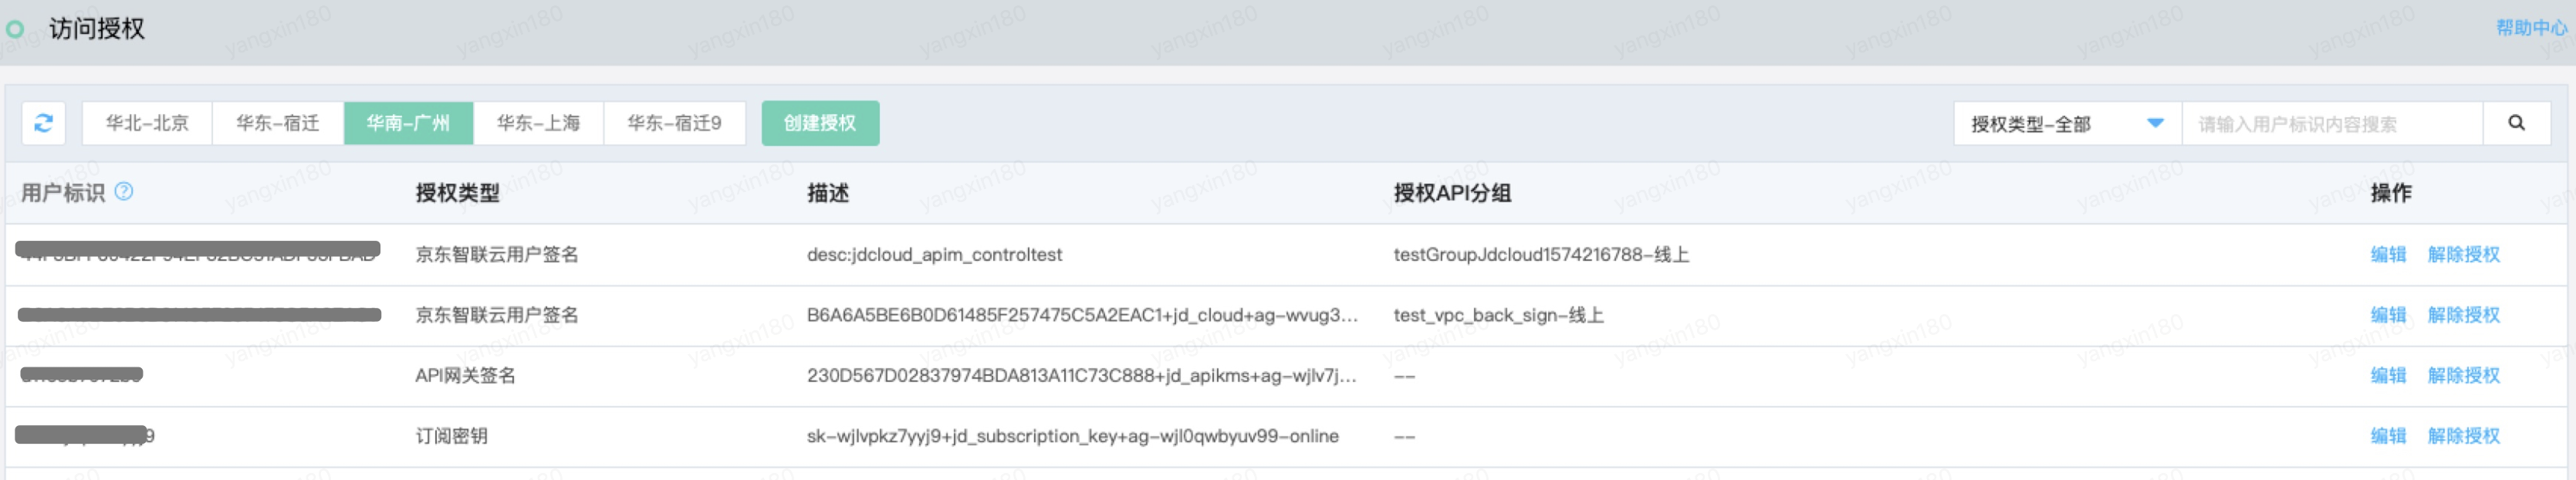 访问授权
帮助中心
华北-北京 华东-宿迁 华南-广州 华东-上海 华东-宿迁9 创建授权 授权类型-全部 请输入用户标识内容搜索
用户标识 授权类型 描述 授权API分组 操作
京东智联云用户签名 desc:jdcloud_apim_controltest testGroupJdcloud1574216788-线上 编辑 解除授权
京东智联云用户签名 B6A6A5BE6B0D61485F257475C5A2EAC1+jd_cloud+ag-wvug3... test_vpc_back_sign-线上 编辑 解除授权
API网关签名 230D567D02837974BDA813A11C73C888+jd_apikms+ag-wjlv7j... -- 编辑 解除授权
订阅密钥 sk-wjlvpkz7yyj9+jd_subscription_key+ag-wjl0qwbyuv99-online -- 编辑 解除授权
yangxin180